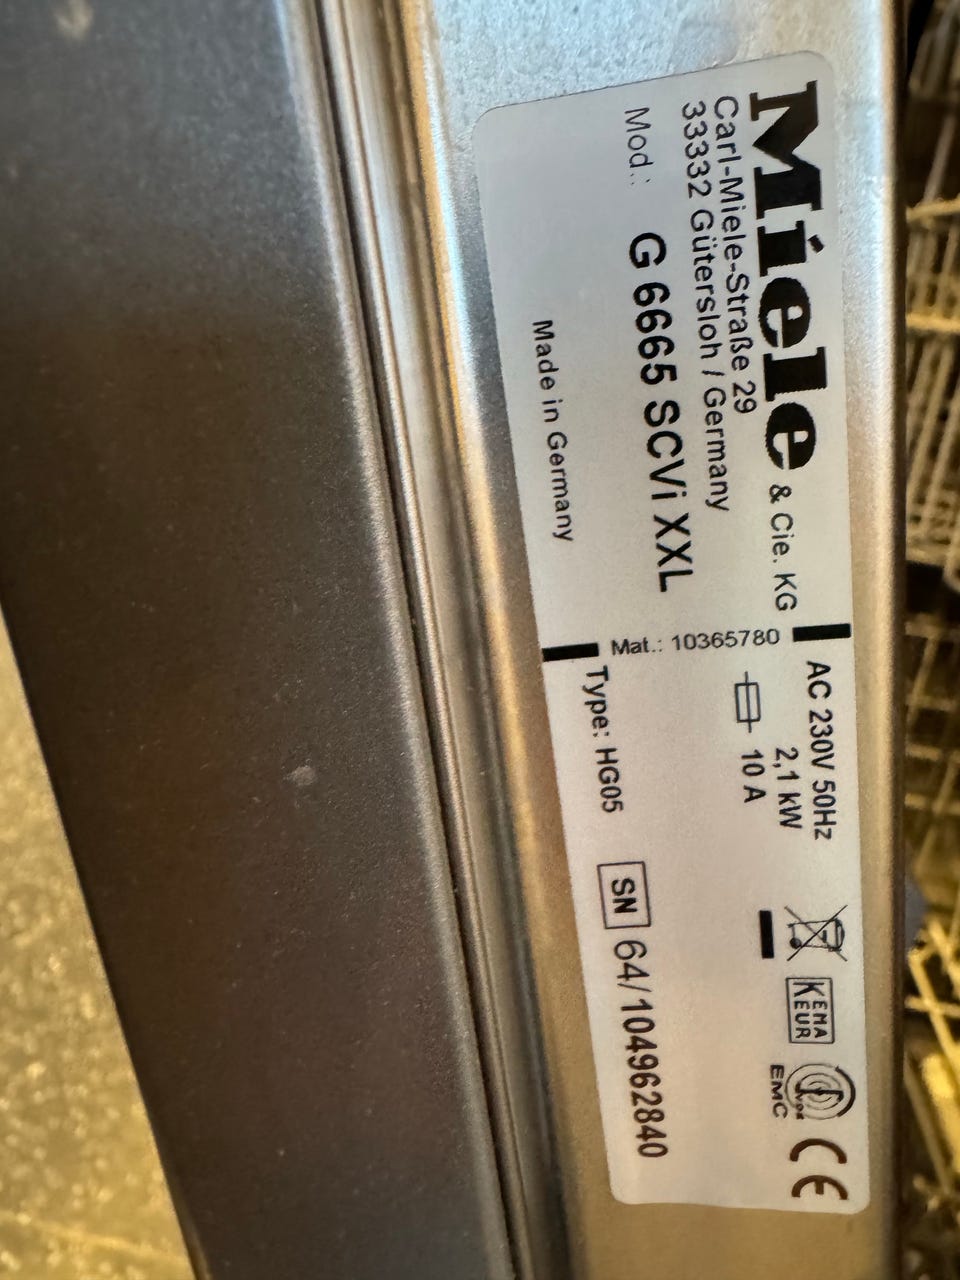 Miele & Cie. KG
Carl-Miele-Straße 29
33332 Gütersloh / Germany
Mod.: G 6665 SCVi XXL
Made in Germany
Mat.: 10365780
AC 230V 50Hz
2,1 kW
10 A
Type: HG05
SN 64/104962840
KEMA
KEUR
EMC
CE